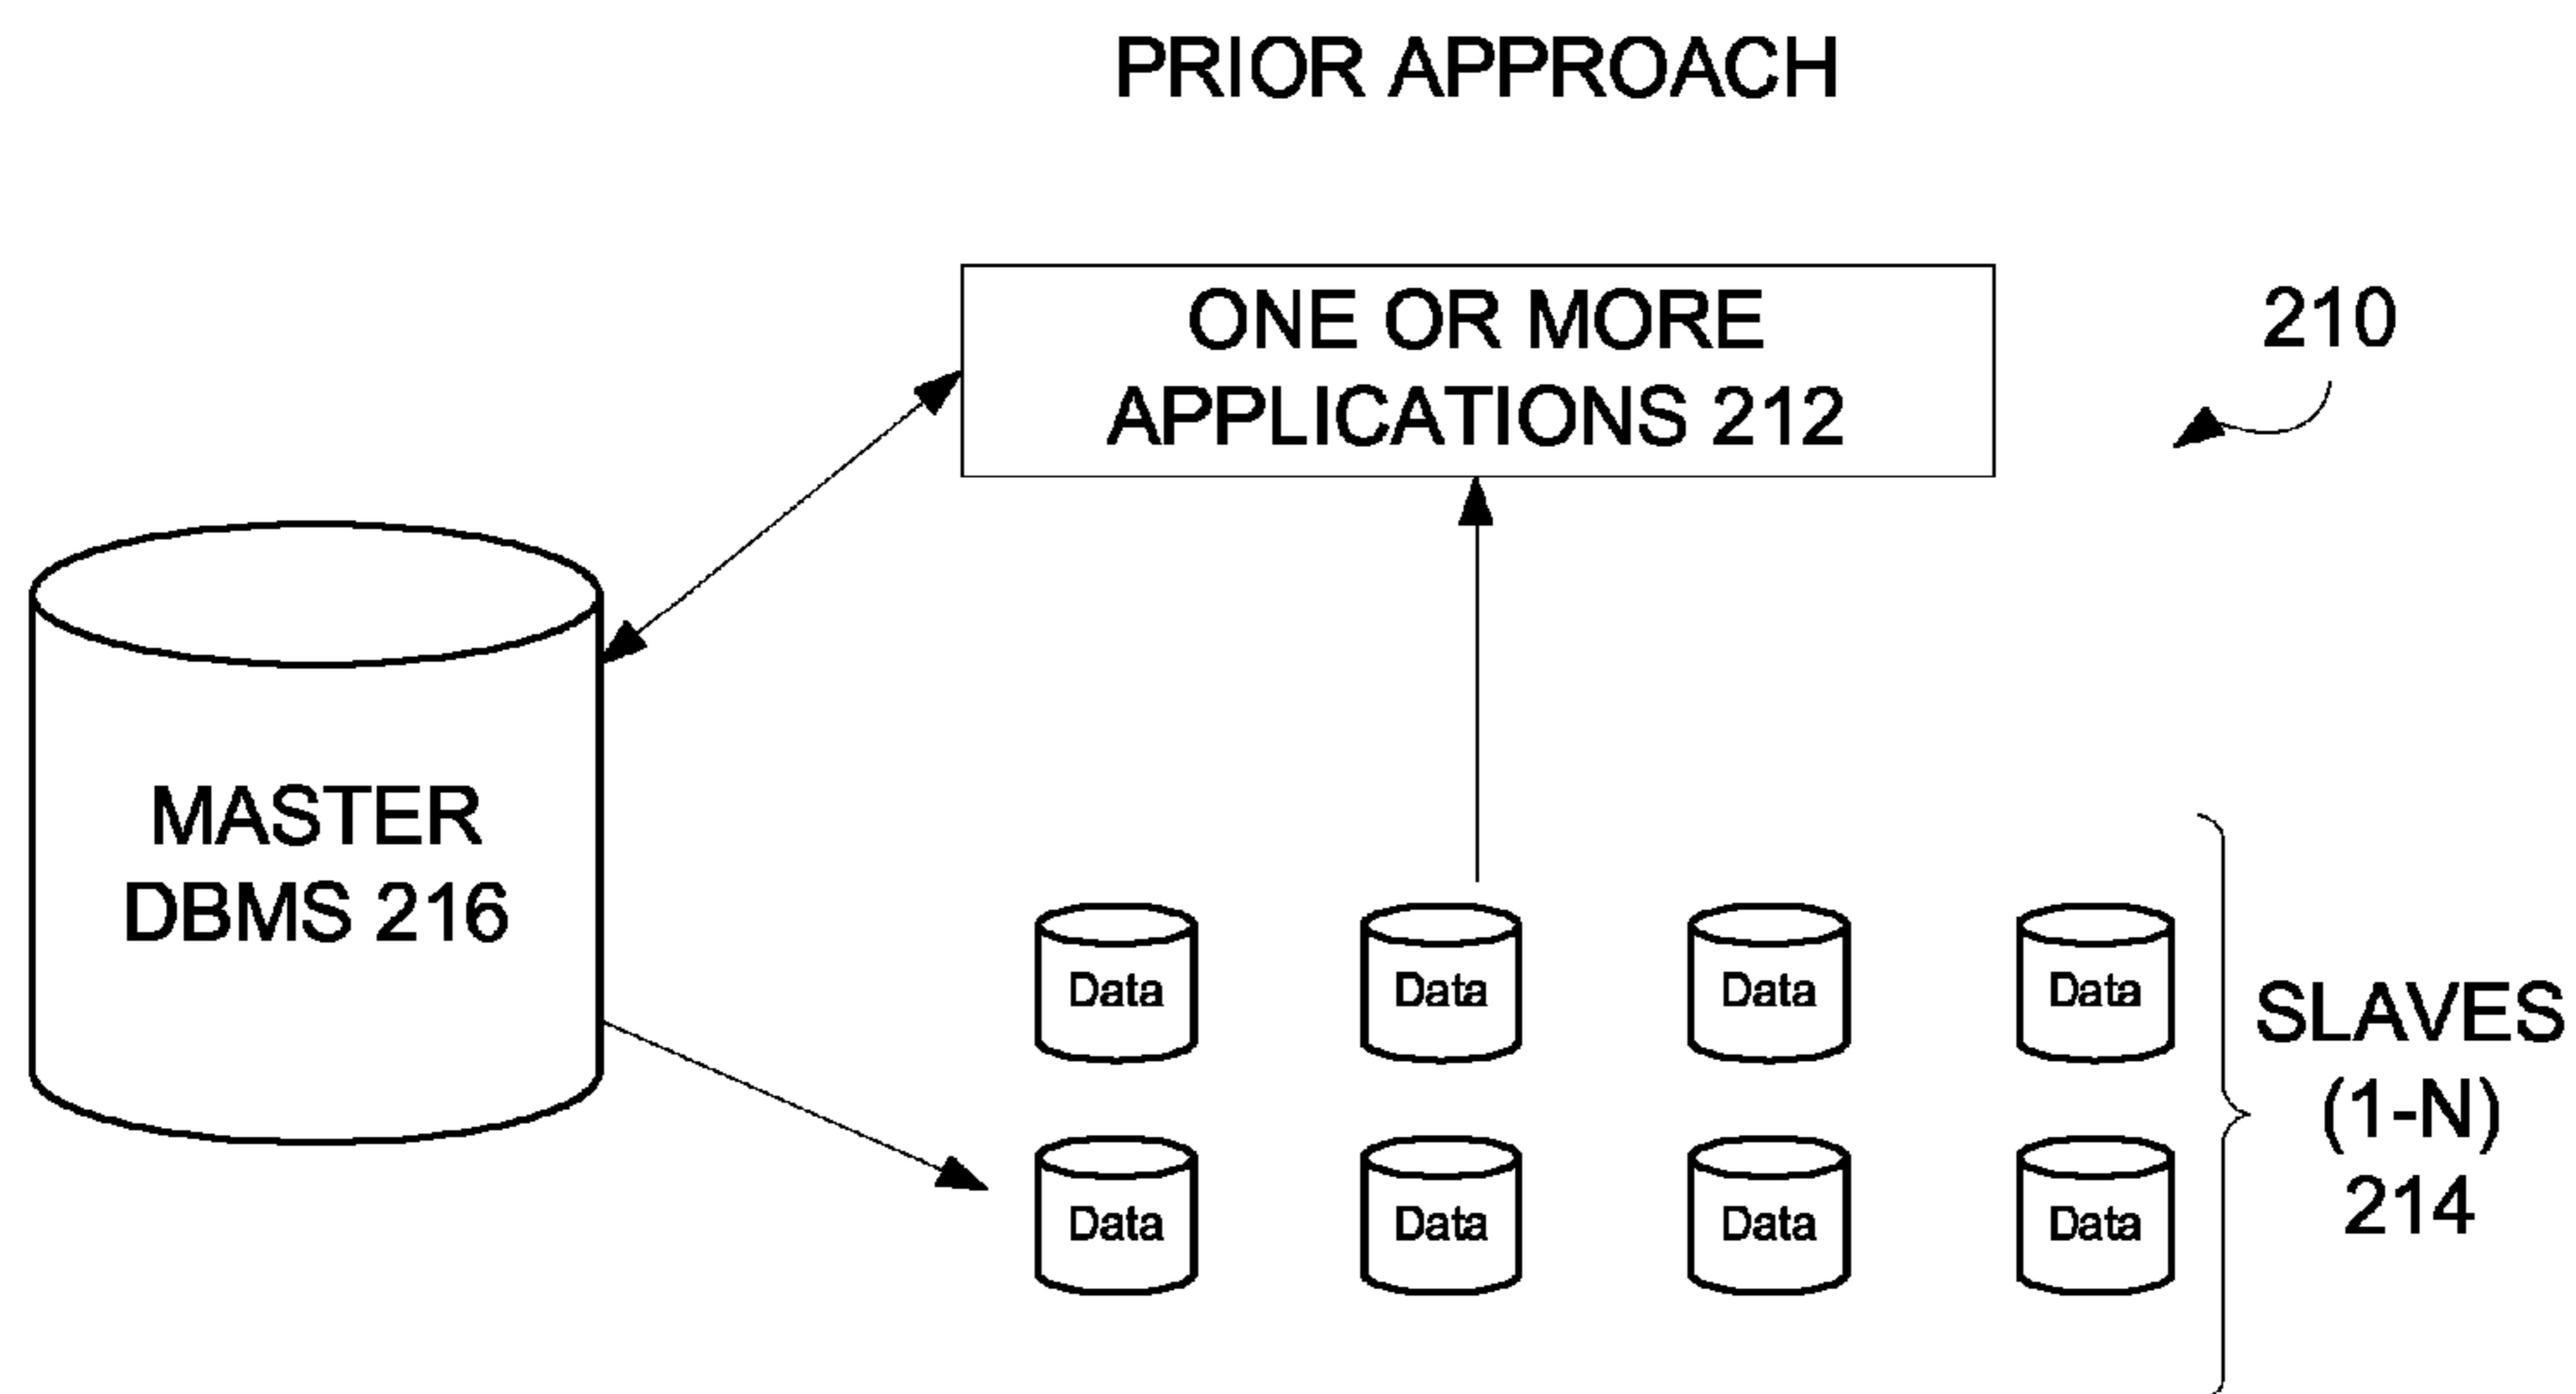 PRIOR APPROACH
ONE OR MORE
APPLICATIONS 212
210
MASTER
DBMS 216
Data
Data
Data
Data
Data
Data
Data
Data
SLAVES
(1-N)
214